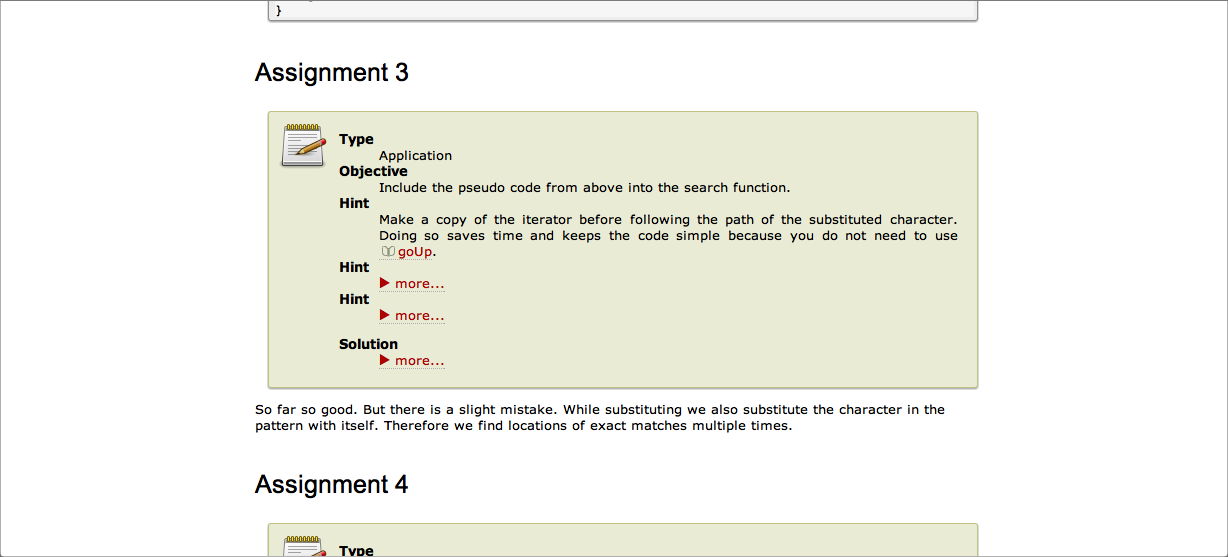 }
Assignment 3
Type
Application
Objective
Include the pseudo code from above into the search function.
Hint
Make a copy of the iterator before following the path of the substituted character.
Doing so saves time and keeps the code simple because you do not need to use
goUp.
Hint
more...
Hint
more...
Solution
more...
So far so good. But there is a slight mistake. While substituting we also substitute the character in the
pattern with itself. Therefore we find locations of exact matches multiple times.
Assignment 4
Type